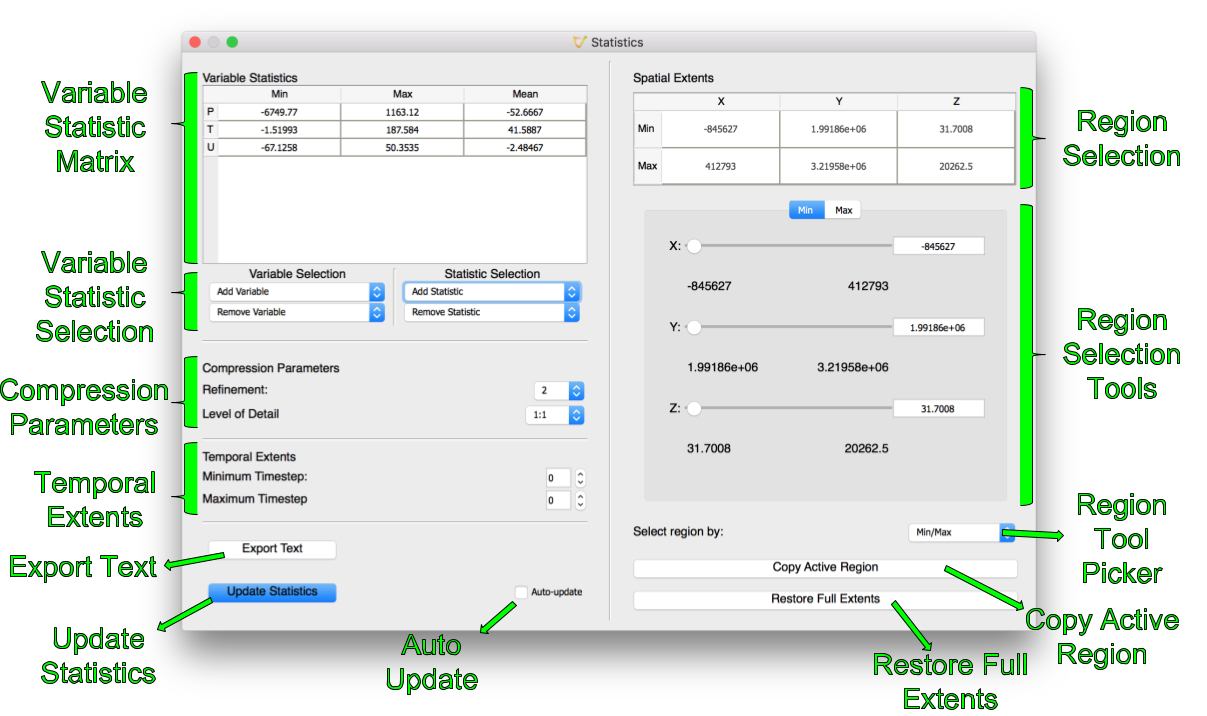 Statistics
Variable
Statistic
Matrix
Variable Statistics
Min Max Mean
P -6749.77 1163.12 -52.6667
T -1.51993 187.584 41.5887
U -67.1258 50.3535 -2.48467
Variable
Statistic
Selection
Variable Selection Statistic Selection
Add Variable Add Statistic
Remove Variable Remove Statistic
Compression
Parameters
Compression Parameters
Refinement: 2
Level of Detail 1:1
Temporal
Extents
Temporal Extents
Minimum Timestep: 0
Maximum Timestep 0
Export Text
Export Text
Update Statistics Auto-update
Update
Statistics
Auto
Update
Spatial Extents
X Y Z
Min -845627 1.99186e+06 31.7008
Max 412793 3.21958e+06 20262.5
Region
Selection
Min Max
X: -845627
-845627 412793
Y: 1.99186e+06
1.99186e+06 3.21958e+06
Z: 31.7008
31.7008 20262.5
Region
Selection
Tools
Select region by: Min/Max
Region
Tool
Picker
Copy Active Region
Restore Full Extents
Copy Active
Region
Restore Full
Extents